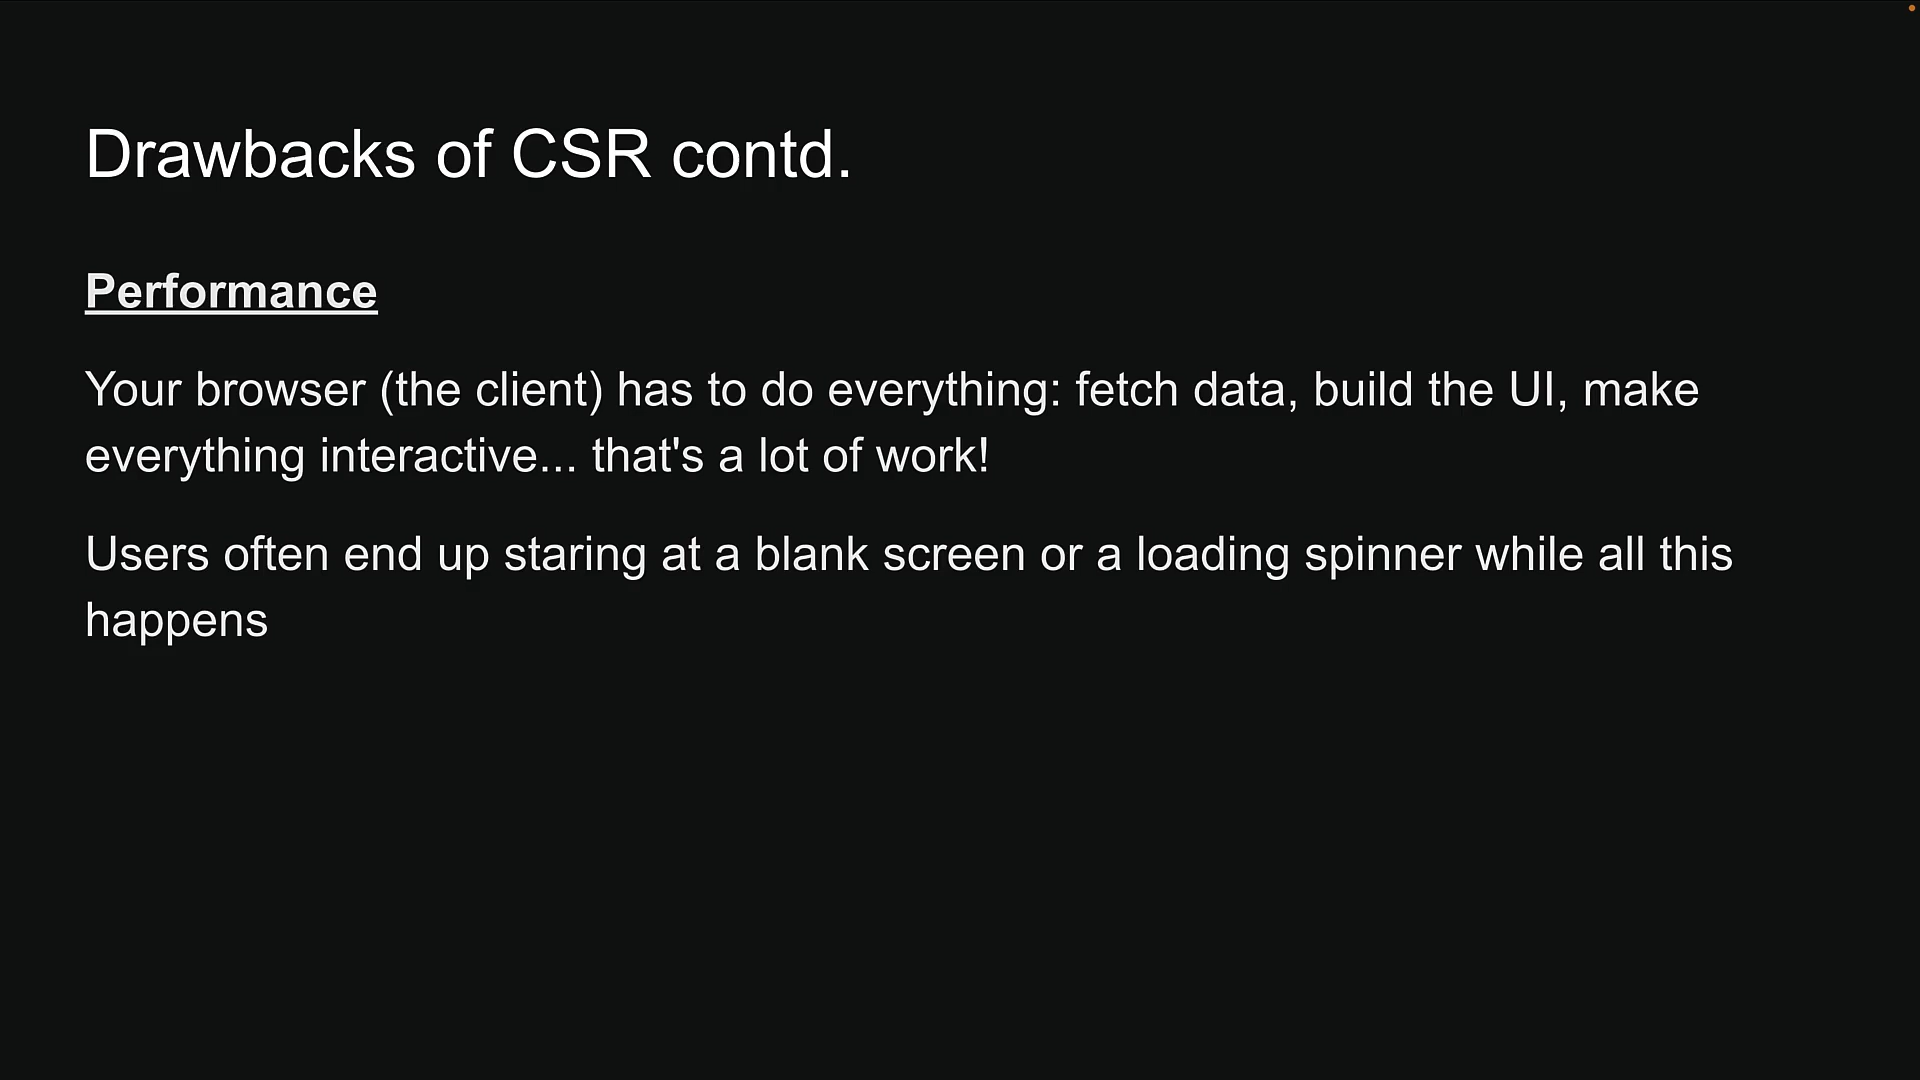 Drawbacks of CSR contd.
Performance
Your browser (the client) has to do everything: fetch data, build the UI, make
everything interactive... that's a lot of work!
Users often end up staring at a blank screen or a loading spinner while all this
happens